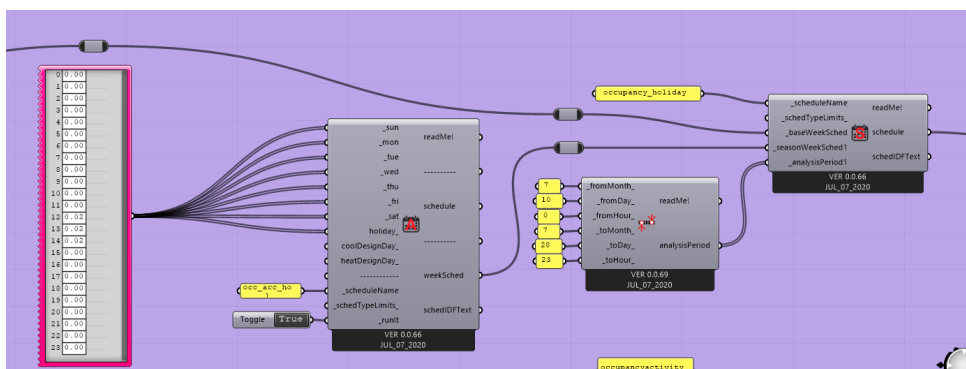 0 0.00
1 0.00
2 0.00
3 0.00
4 0.00
5 0.00
6 0.00
7 0.00
8 0.00
9 0.00
10 0.00
11 0.00
12 0.02
13 0.02
14 0.02
15 0.00
16 0.00
17 0.00
18 0.00
19 0.00
20 0.00
21 0.00
22 0.00
23 0.00
_sun
_mon
_tue
_wed
_thu
_fri
_sat
holiday_
coolDesignDay_
heatDesignDay_
------------
_scheduleName
_schedTypeLimits_
_runIt
readMe!
----------
schedule
----------
weekSched
schedIDFText
VER 0.0.66
JUL_07_2020
occ_acc_ho
l
Toggle True
7
10
0
7
28
23
_fromMonth_
_fromDay_
_fromHour_
_toMonth_
_toDay_
_toHour_
readMe!
analysisPeriod
VER 0.0.69
JUL_07_2020
occupancy_holiday
_scheduleName
_schedTypeLimits_
_baseWeekSched
_seasonWeekSched1
_analysisPeriod1
readMe!
schedule
schedIDFText
VER 0.0.66
JUL_07_2020
occupancyactivity